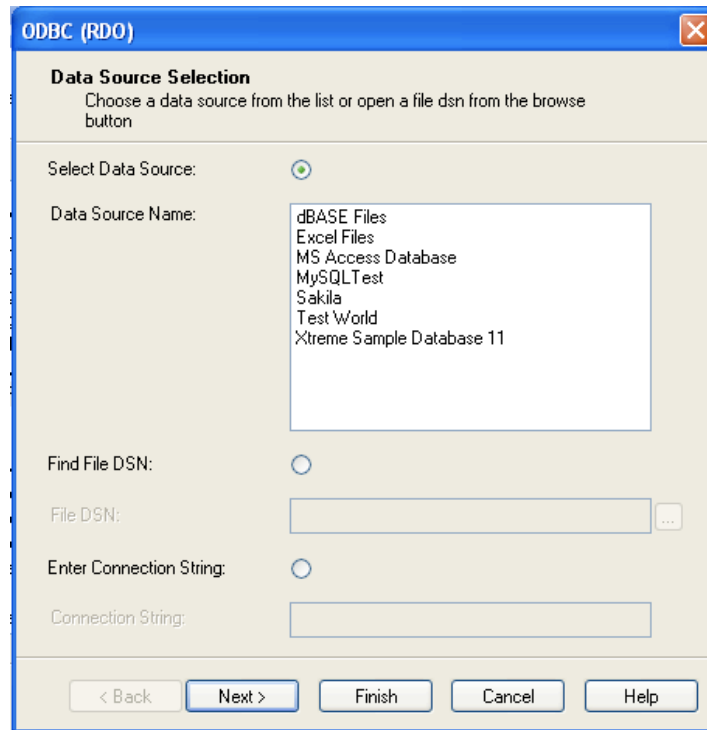 ODBC (RDO)
Data Source Selection
Choose a data source from the list or open a file dsn from the browse
button
Select Data Source:
Data Source Name:
dBASE Files
Excel Files
MS Access Database
MySQLTest
Sakila
Test World
Xtreme Sample Database 11
Find File DSN:
File DSN:
...
Enter Connection String:
Connection String:
< Back Next > Finish Cancel Help